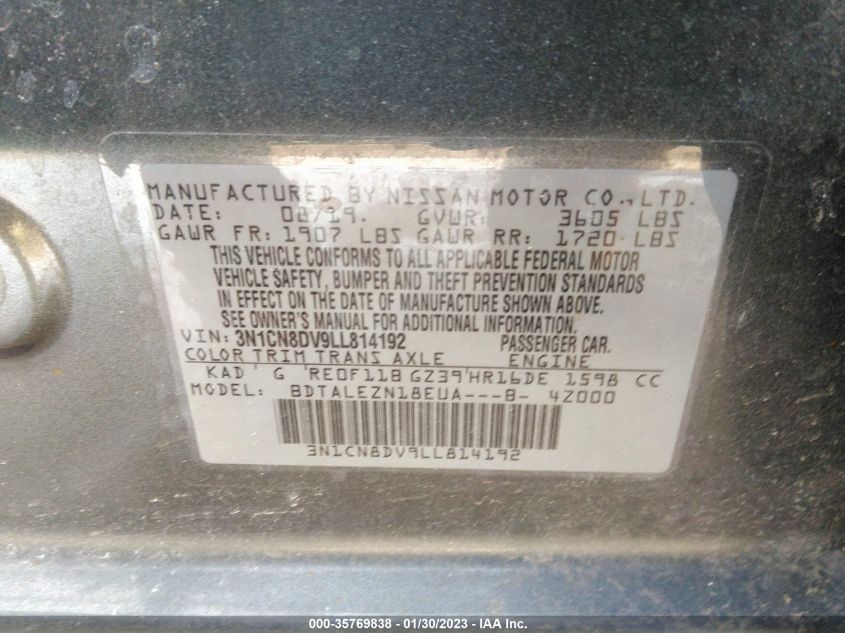 MANUFACTURED BY NISSAN MOTOR CO., LTD.
DATE: 08/19. GVWR: 3605 LBS
GAWR FR: 1907 LBS GAWR RR: 1720 LBS
THIS VEHICLE CONFORMS TO ALL APPLICABLE FEDERAL MOTOR
VEHICLE SAFETY, BUMPER AND THEFT PREVENTION STANDARDS
IN EFFECT ON THE DATE OF MANUFACTURE SHOWN ABOVE.
SEE OWNER'S MANUAL FOR ADDITIONAL INFORMATION.
VIN: 3N1CN8DV9LL814192 PASSENGER CAR.
COLOR TRIM TRANS AXLE ENGINE
KAD G RE0F11B GZ39 HR16DE 1598 CC
MODEL: BDTALEZN18EUA---B- 4Z000
3N1CN8DV9LL814192
000-35769838 - 01/30/2023 - IAA Inc.